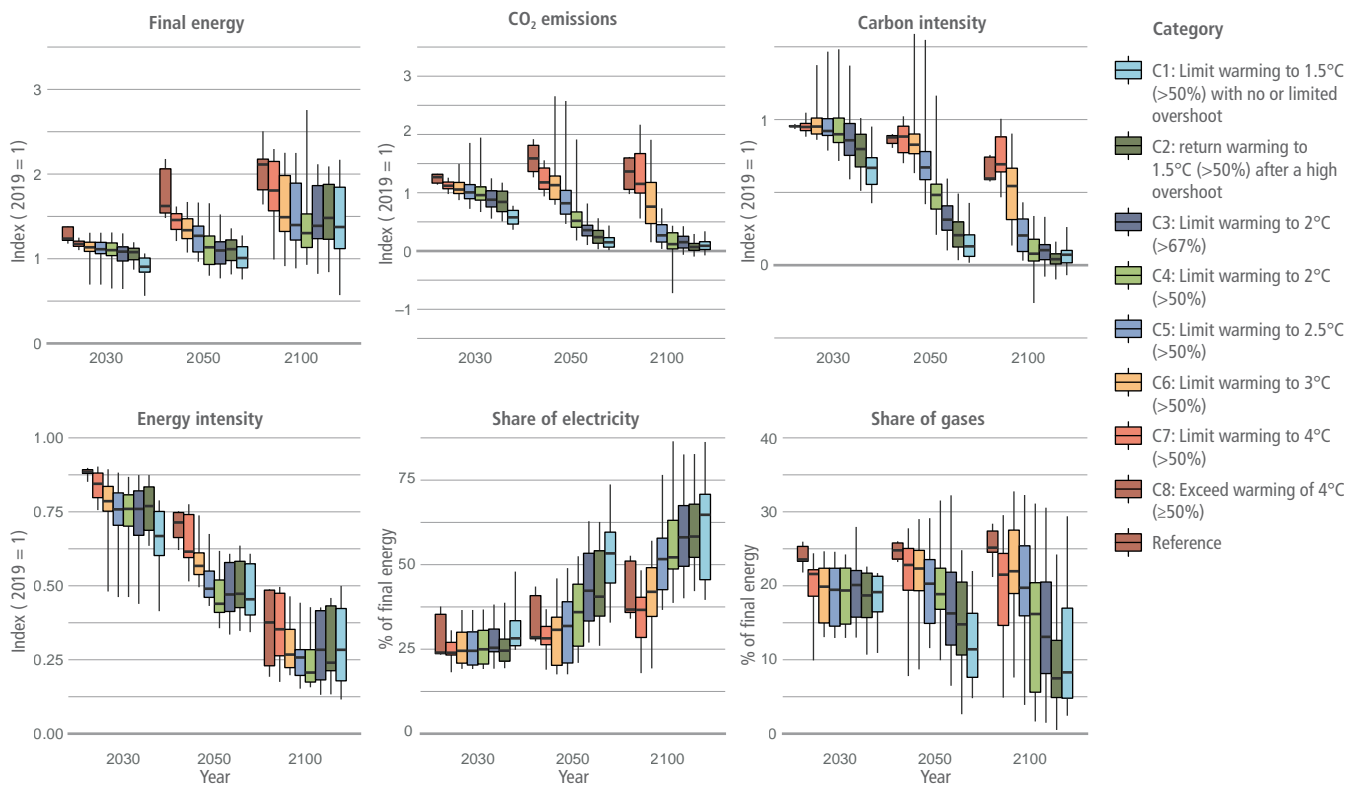 Final energy
Index ( 2019 = 1)
3
2
1
0
2030
2050
2100
CO2 emissions
Index ( 2019 = 1)
3
2
1
0
−1
2030
2050
2100
Carbon intensity
Index ( 2019 = 1)
1
0
2030
2050
2100
Category
C1: Limit warming to 1.5°C
(>50%) with no or limited
overshoot
C2: return warming to
1.5°C (>50%) after a high
overshoot
C3: Limit warming to 2°C
(>67%)
C4: Limit warming to 2°C
(>50%)
C5: Limit warming to 2.5°C
(>50%)
C6: Limit warming to 3°C
(>50%)
C7: Limit warming to 4°C
(>50%)
C8: Exceed warming of 4°C
(≥50%)
Reference
Energy intensity
Index ( 2019 = 1)
1.00
0.75
0.50
0.25
0.00
2030
2050
2100
Year
Share of electricity
% of final energy
75
50
25
0
2030
2050
2100
Year
Share of gases
% of final energy
40
30
20
10
0
2030
2050
2100
Year